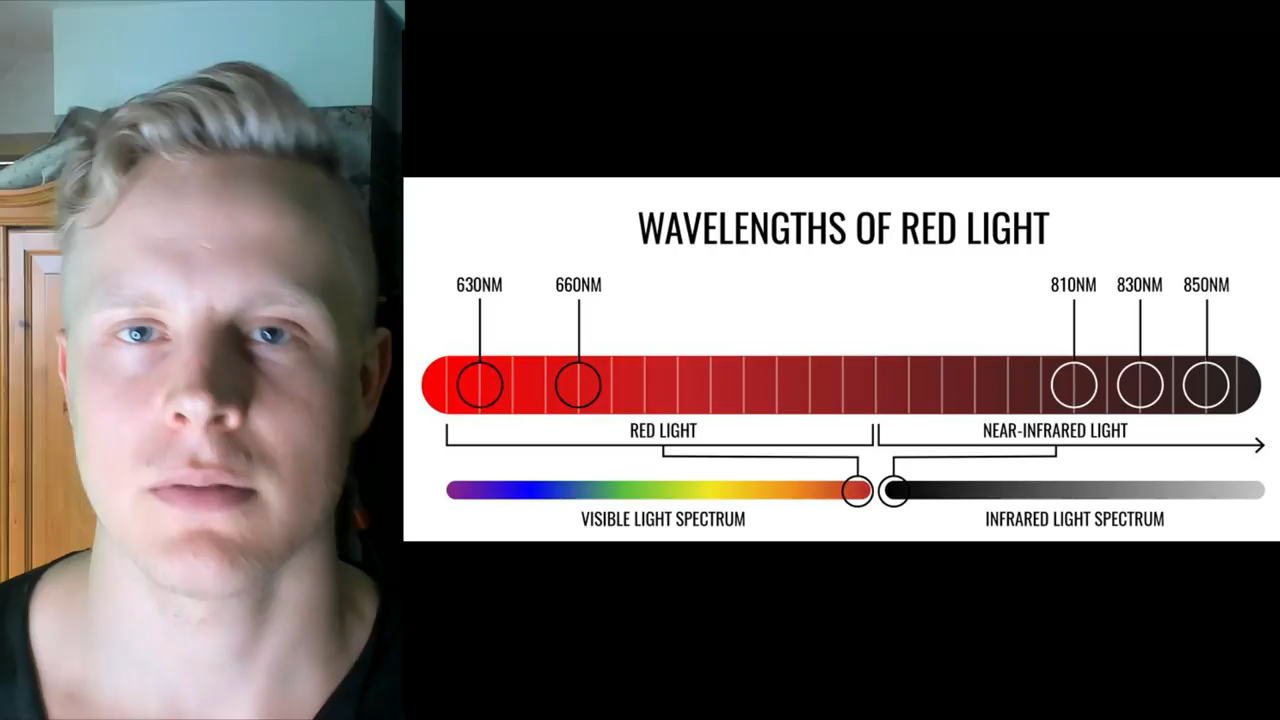 WAVELENGTHS OF RED LIGHT
630NM 660NM 810NM 830NM 850NM
RED LIGHT NEAR-INFRARED LIGHT
VISIBLE LIGHT SPECTRUM INFRARED LIGHT SPECTRUM